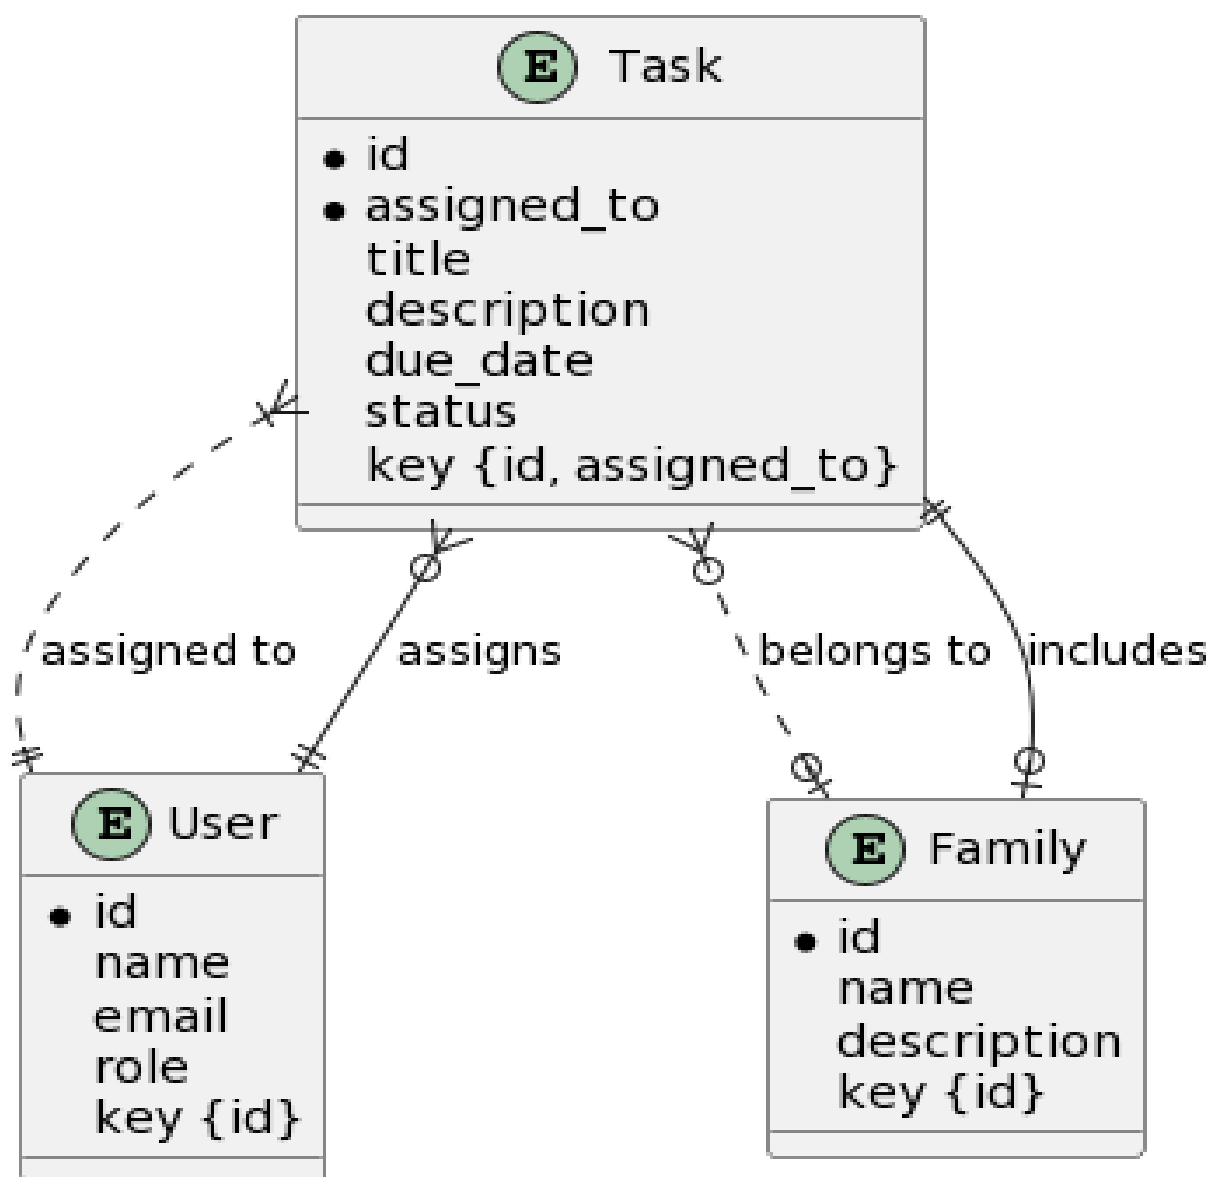 E Task
id
assigned_to
title
description
due_date
status
key {id, assigned_to}
assigned to
assigns
belongs to
includes
E User
id
name
email
role
key {id}
E Family
id
name
description
key {id}